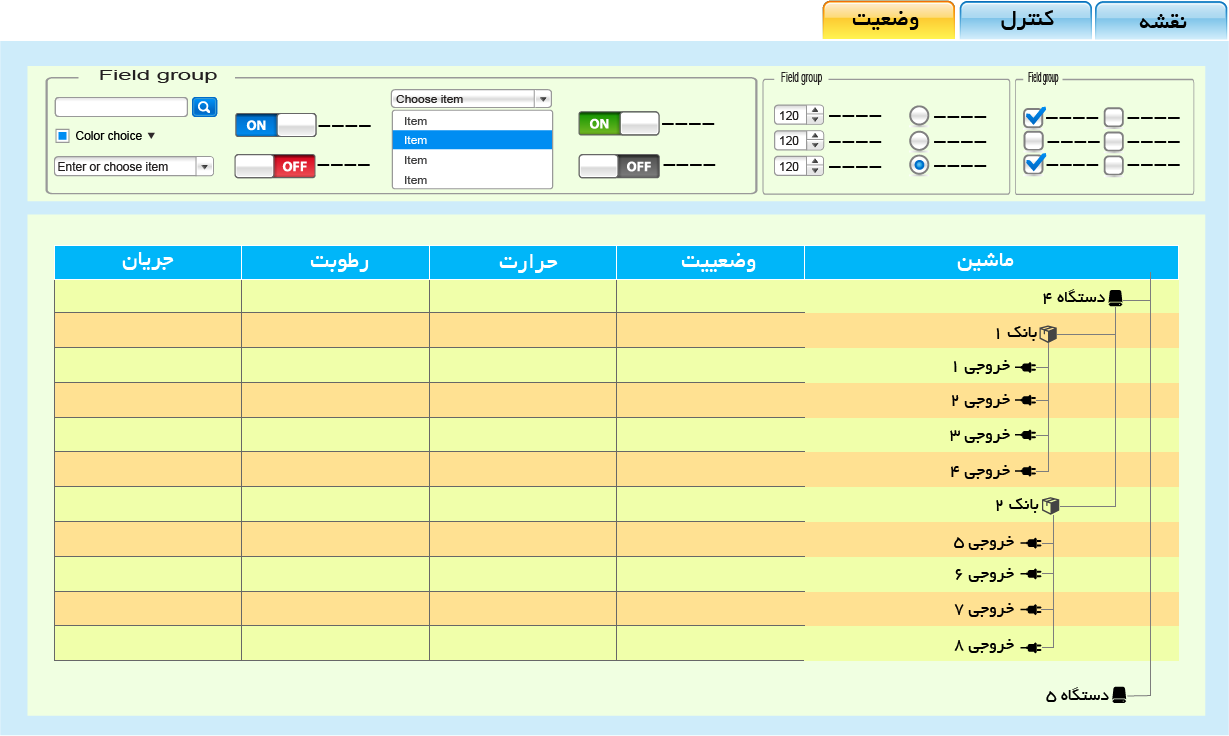 نقشه
کنترل
وضعیت
Field group
Color choice
Enter or choose item
ON
OFF
Choose item
Item
Item
Item
Item
ON
OFF
Field group
120
120
120
Field group
ماشین
وضعییت
حرارت
رطوبت
جریان
دستگاه ۴
بانک ۱
خروجی ۱
خروجی ۲
خروجی ۳
خروجی ۴
بانک ۲
خروجی ۵
خروجی ۶
خروجی ۷
خروجی ۸
دستگاه ۵